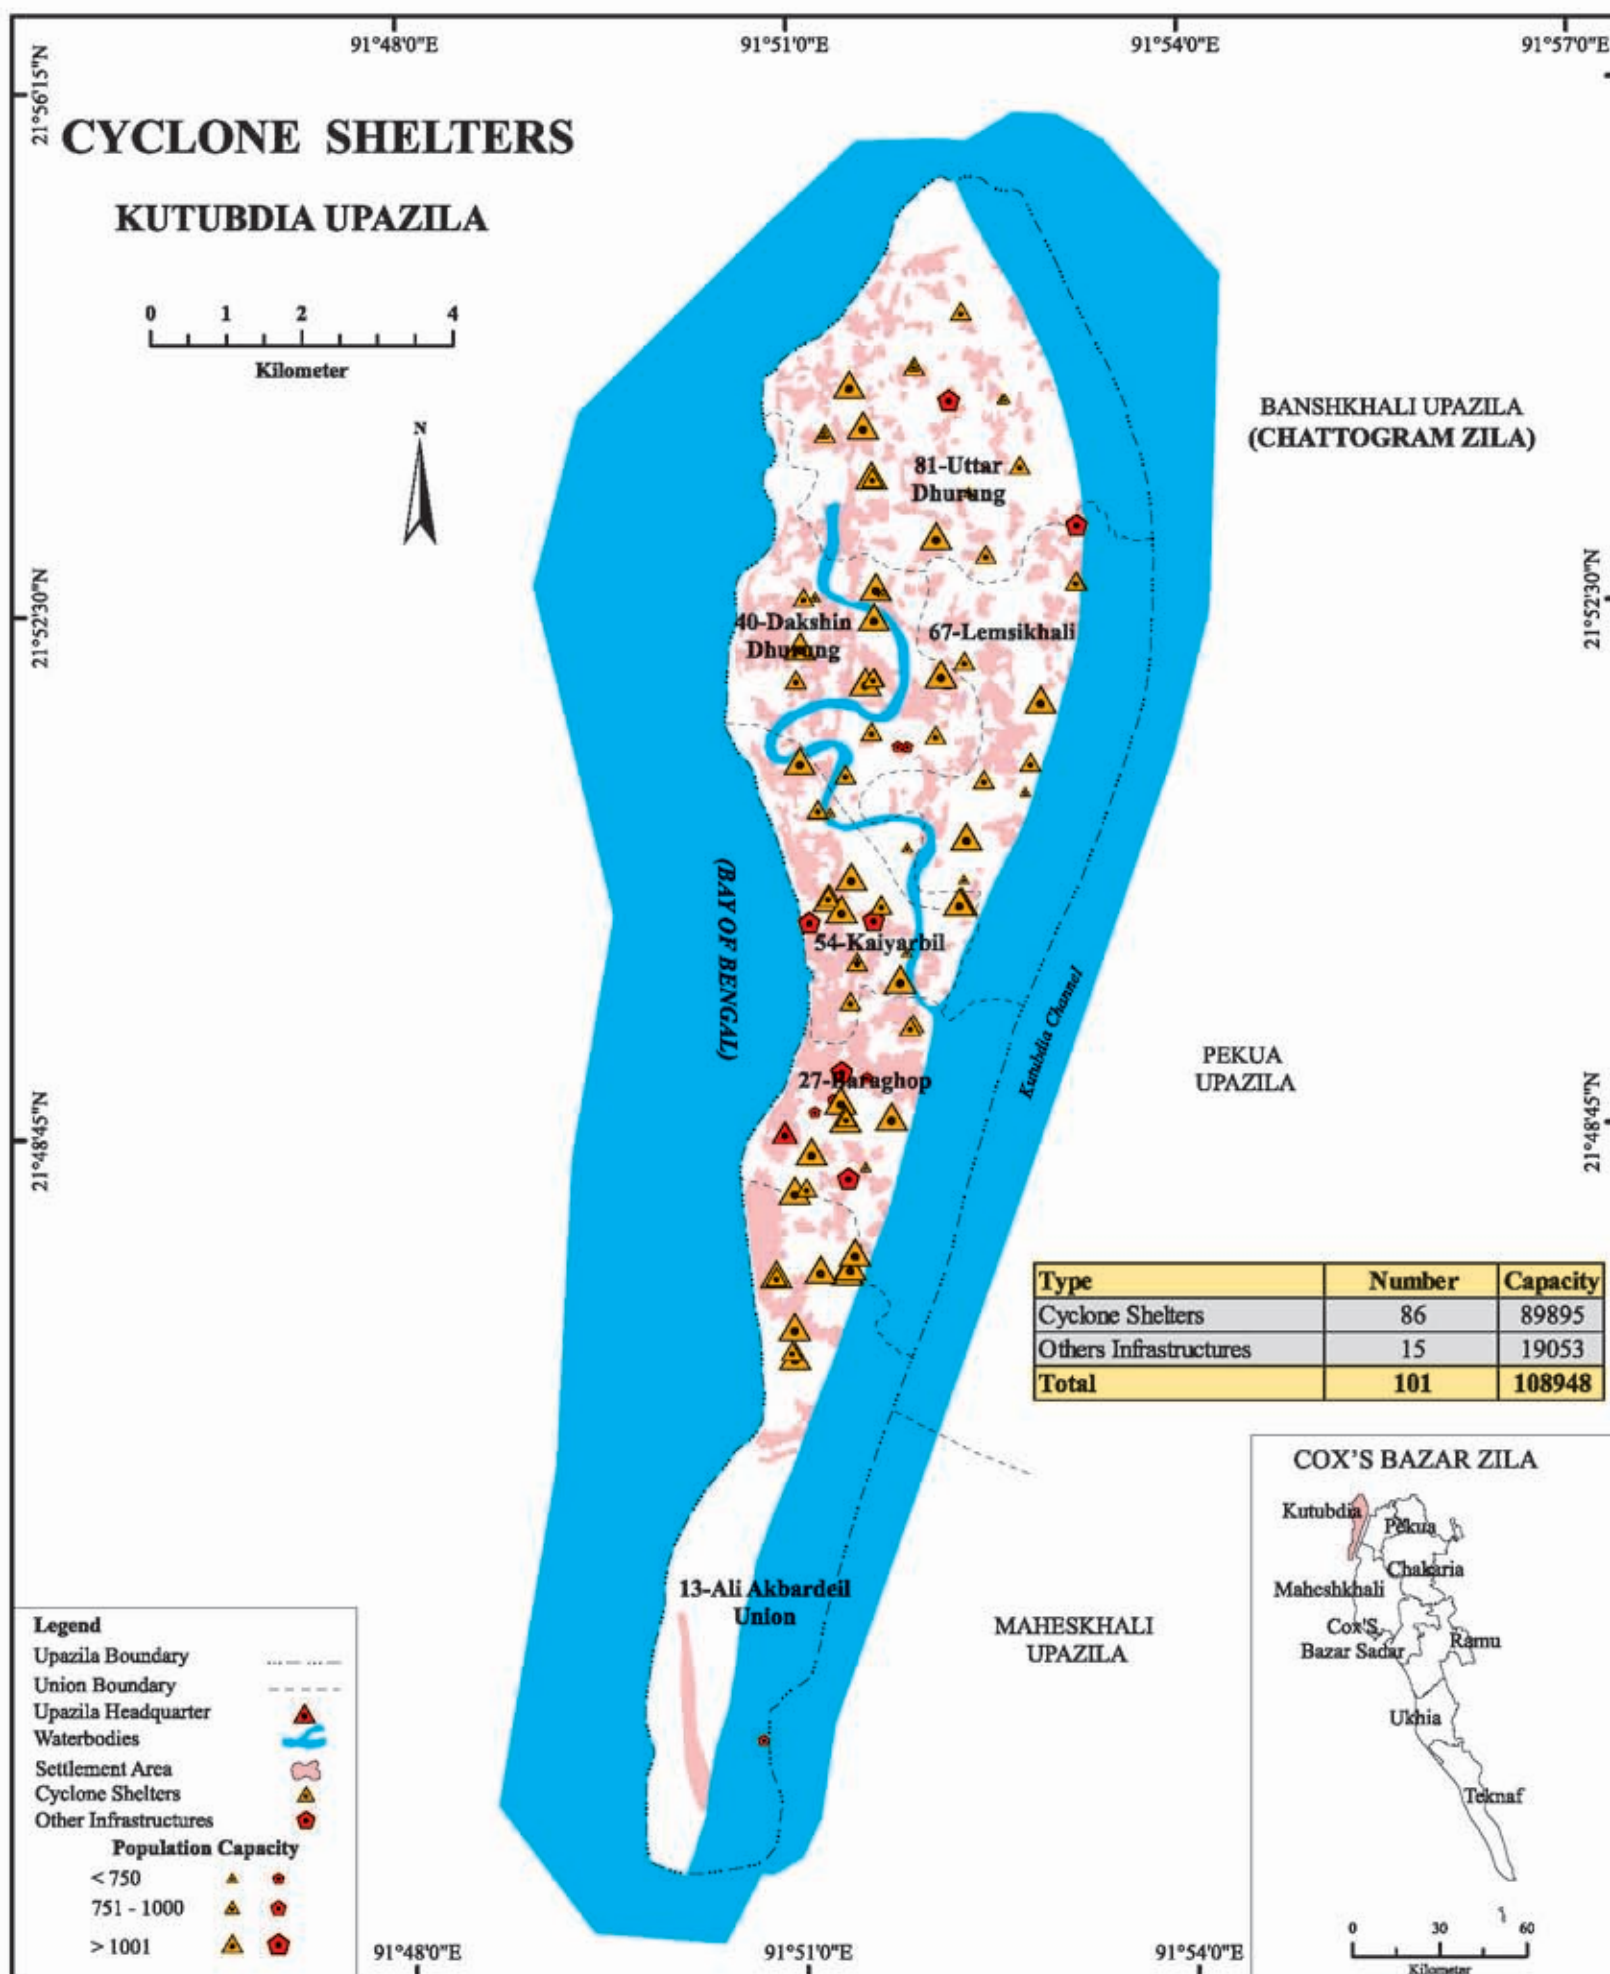 91°48'0"E
91°51'0"E
91°54'0"E
91°57'0"E
21°56'15"N
CYCLONE SHELTERS
KUTUBDIA UPAZILA
0 1 2 4
Kilometer
N
BANSHKHALI UPAZILA
(CHATTOGRAM ZILA)
81-Uttar
Dhurung
21°52'30"N
21°52'30"N
40-Dakshin
Dhurung
67-Lemsikhali
(BAY OF BENGAL)
54-Kaiyarbil
Kutubdia Channel
PEKUA
UPAZILA
27-Baraghop
21°48'45"N
21°48'45"N
Type Number Capacity
Cyclone Shelters 86 89895
Others Infrastructures 15 19053
Total 101 108948
13-Ali Akbardeil
Union
MAHESKHALI
UPAZILA
COX'S BAZAR ZILA
Kutubdia
Pekua
Chakaria
Maheshkhali
Cox'S
Bazar Sadar
Ramu
Ukhia
Teknaf
0 30 60
Kilometer
Legend
Upazila Boundary
Union Boundary
Upazila Headquarter
Waterbodies
Settlement Area
Cyclone Shelters
Other Infrastructures
Population Capacity
< 750
751 - 1000
> 1001
91°48'0"E
91°51'0"E
91°54'0"E